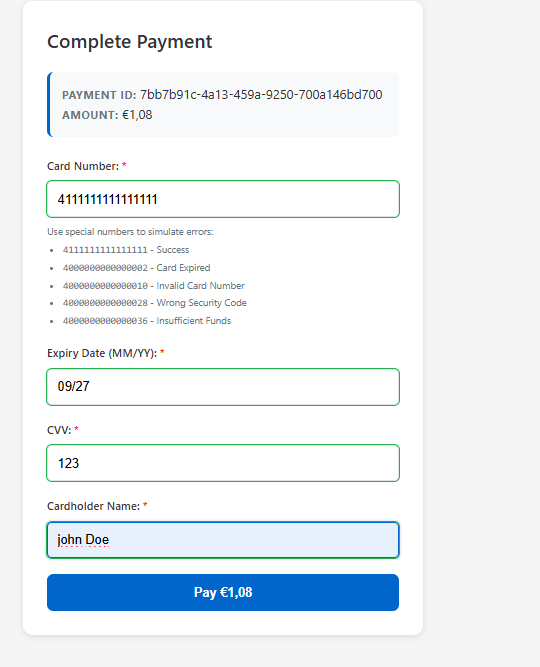 Complete Payment
PAYMENT ID: 7bb7b91c-4a13-459a-9250-700a146bd700
AMOUNT: €1,08
Card Number: *
4111111111111111
Use special numbers to simulate errors:
• 4111111111111111 - Success
• 4000000000000002 - Card Expired
• 4000000000000010 - Invalid Card Number
• 4000000000000028 - Wrong Security Code
• 4000000000000036 - Insufficient Funds
Expiry Date (MM/YY): *
09/27
CVV: *
123
Cardholder Name: *
john Doe
Pay €1,08